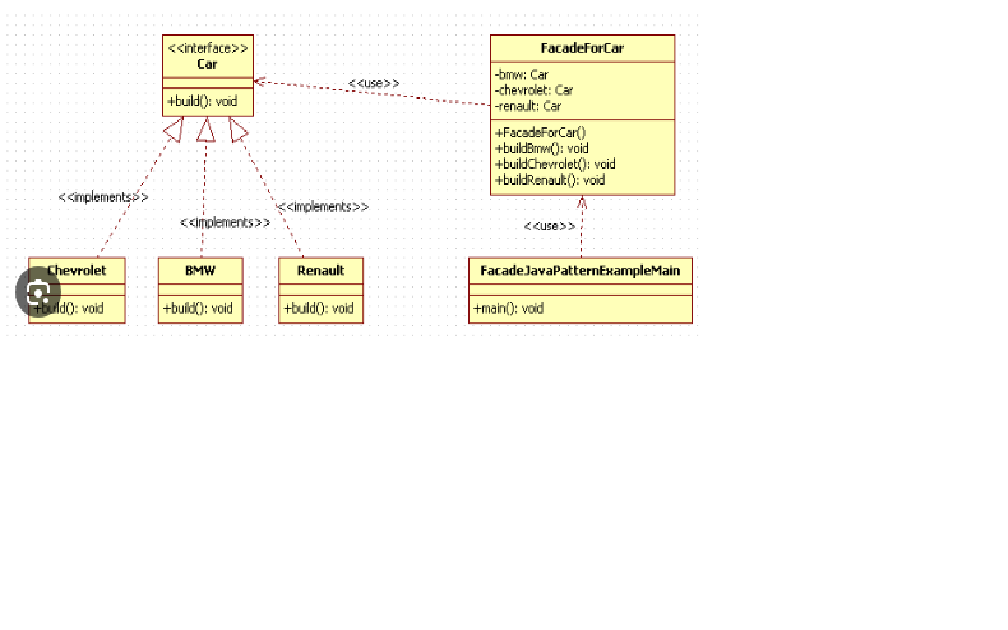 <<interface>>
Car
+build(): void
<<use>>
FacadeForCar
-bmw: Car
-chevrolet: Car
-renault: Car
+FacadeForCar()
+buildBmw(): void
+buildChevrolet(): void
+buildRenault(): void
<<implements>>
<<implements>>
<<implements>>
<<use>>
Chevrolet
+build(): void
BMW
+build(): void
Renault
+build(): void
FacadeJavaPatternExampleMain
+main(): void